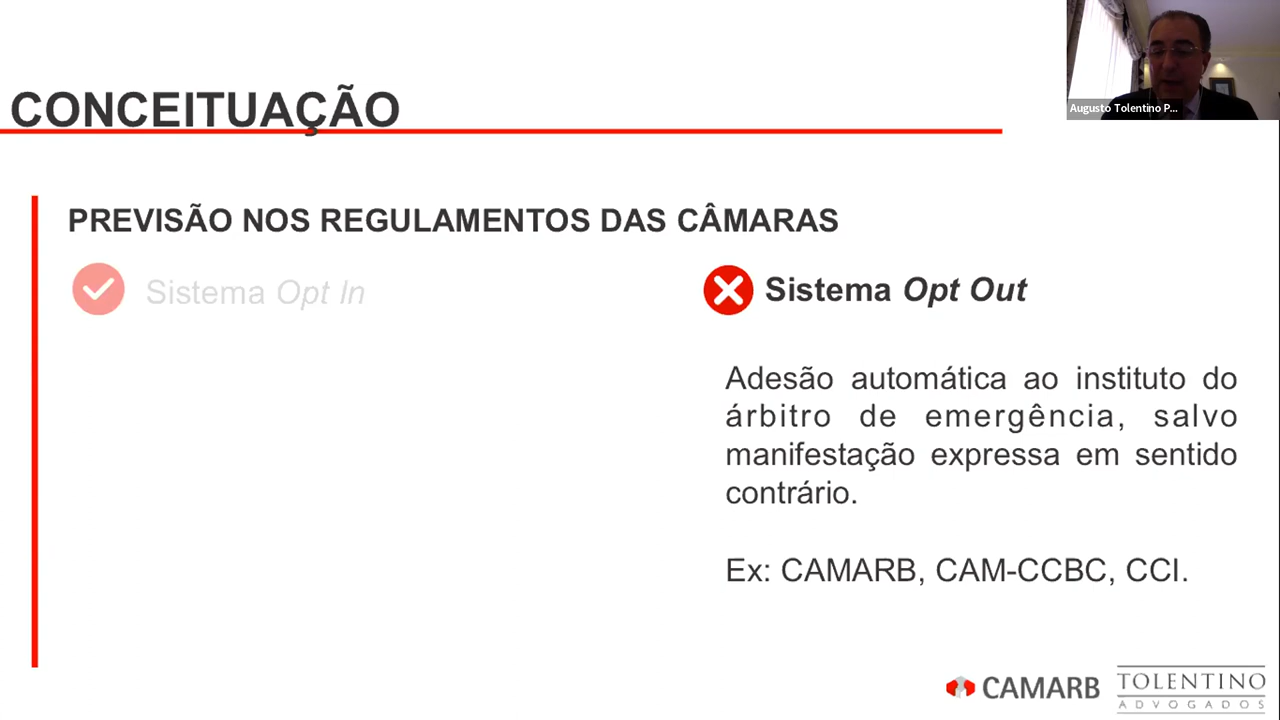 CONCEITUAÇÃO
Augusto Tolentino P...
PREVISÃO NOS REGULAMENTOS DAS CÂMARAS
Sistema Opt In
Sistema Opt Out
Adesão automática ao instituto do
árbitro de emergência, salvo
manifestação expressa em sentido
contrário.
Ex: CAMARB, CAM-CCBC, CCI.
CAMARB
TOLENTINO
ADVOGADOS